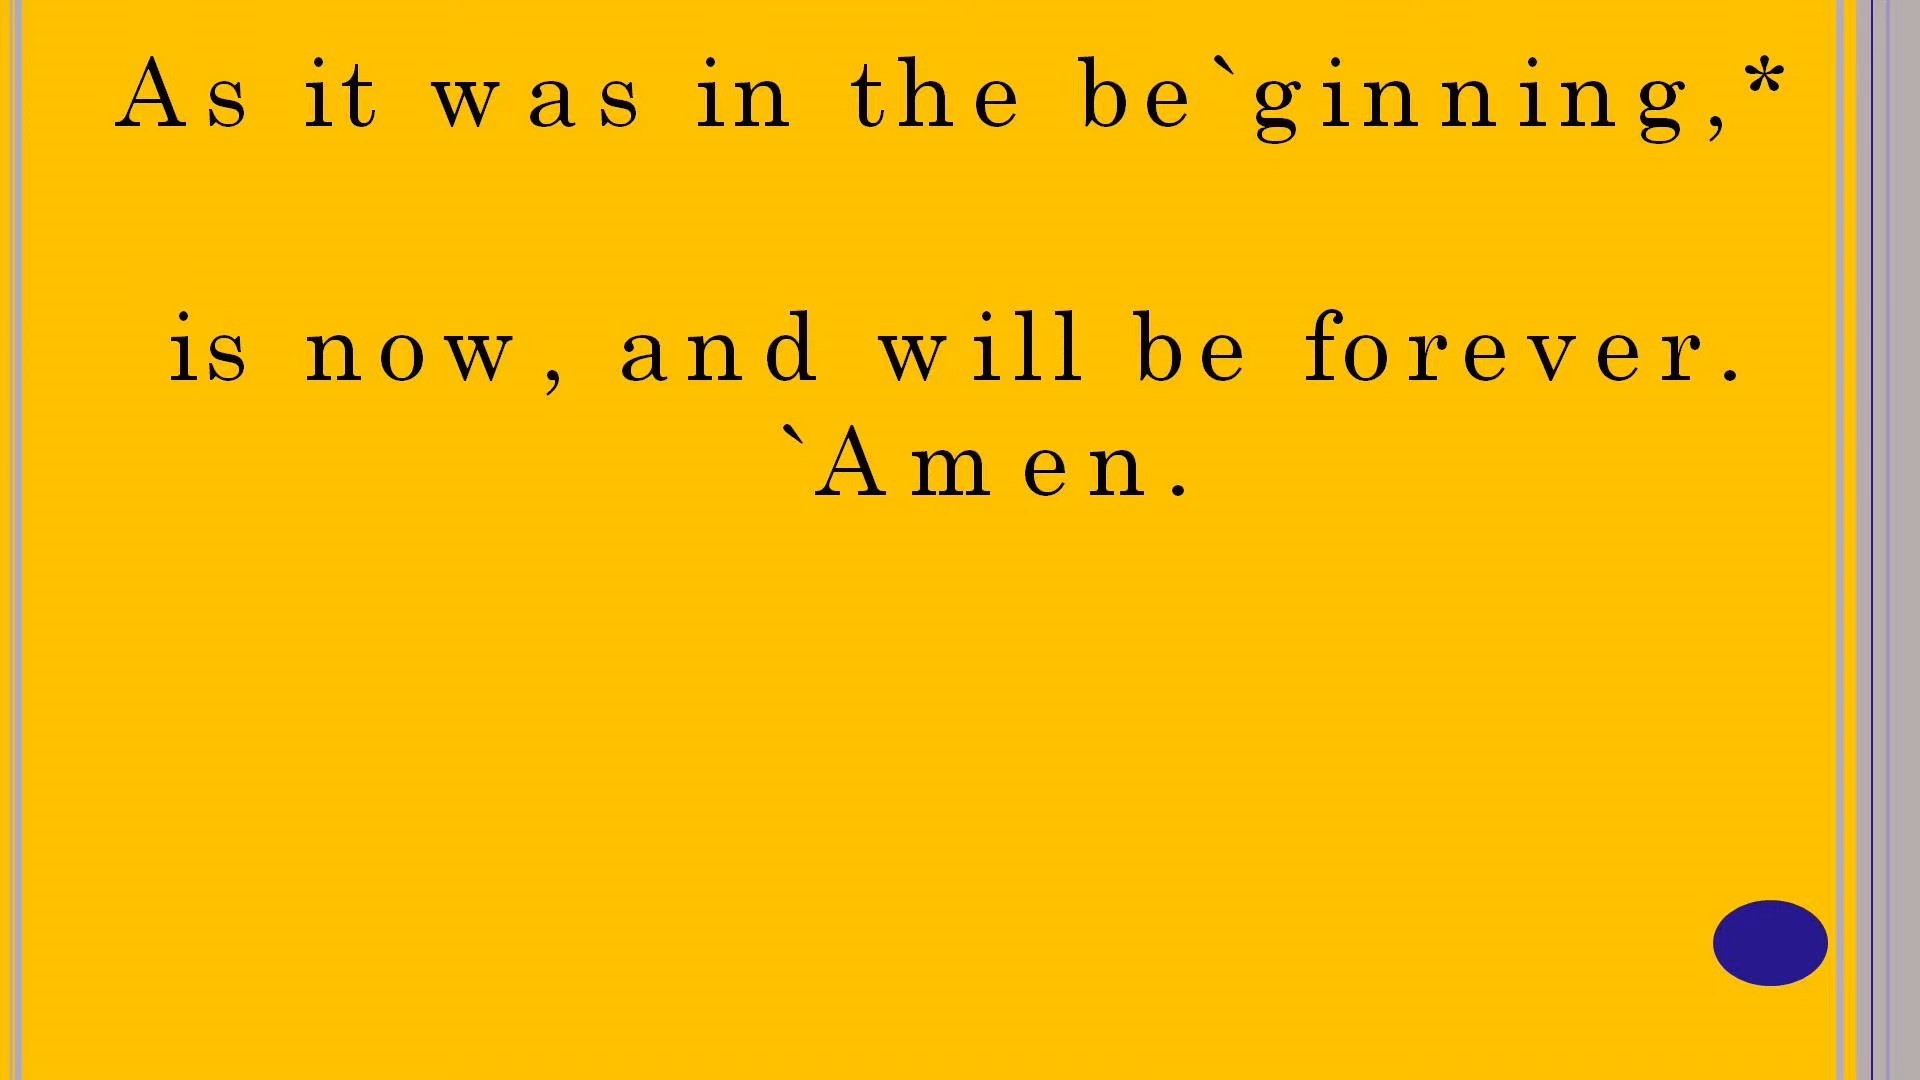 As it was in the be`ginning,*
is now, and will be forever.
`Amen.